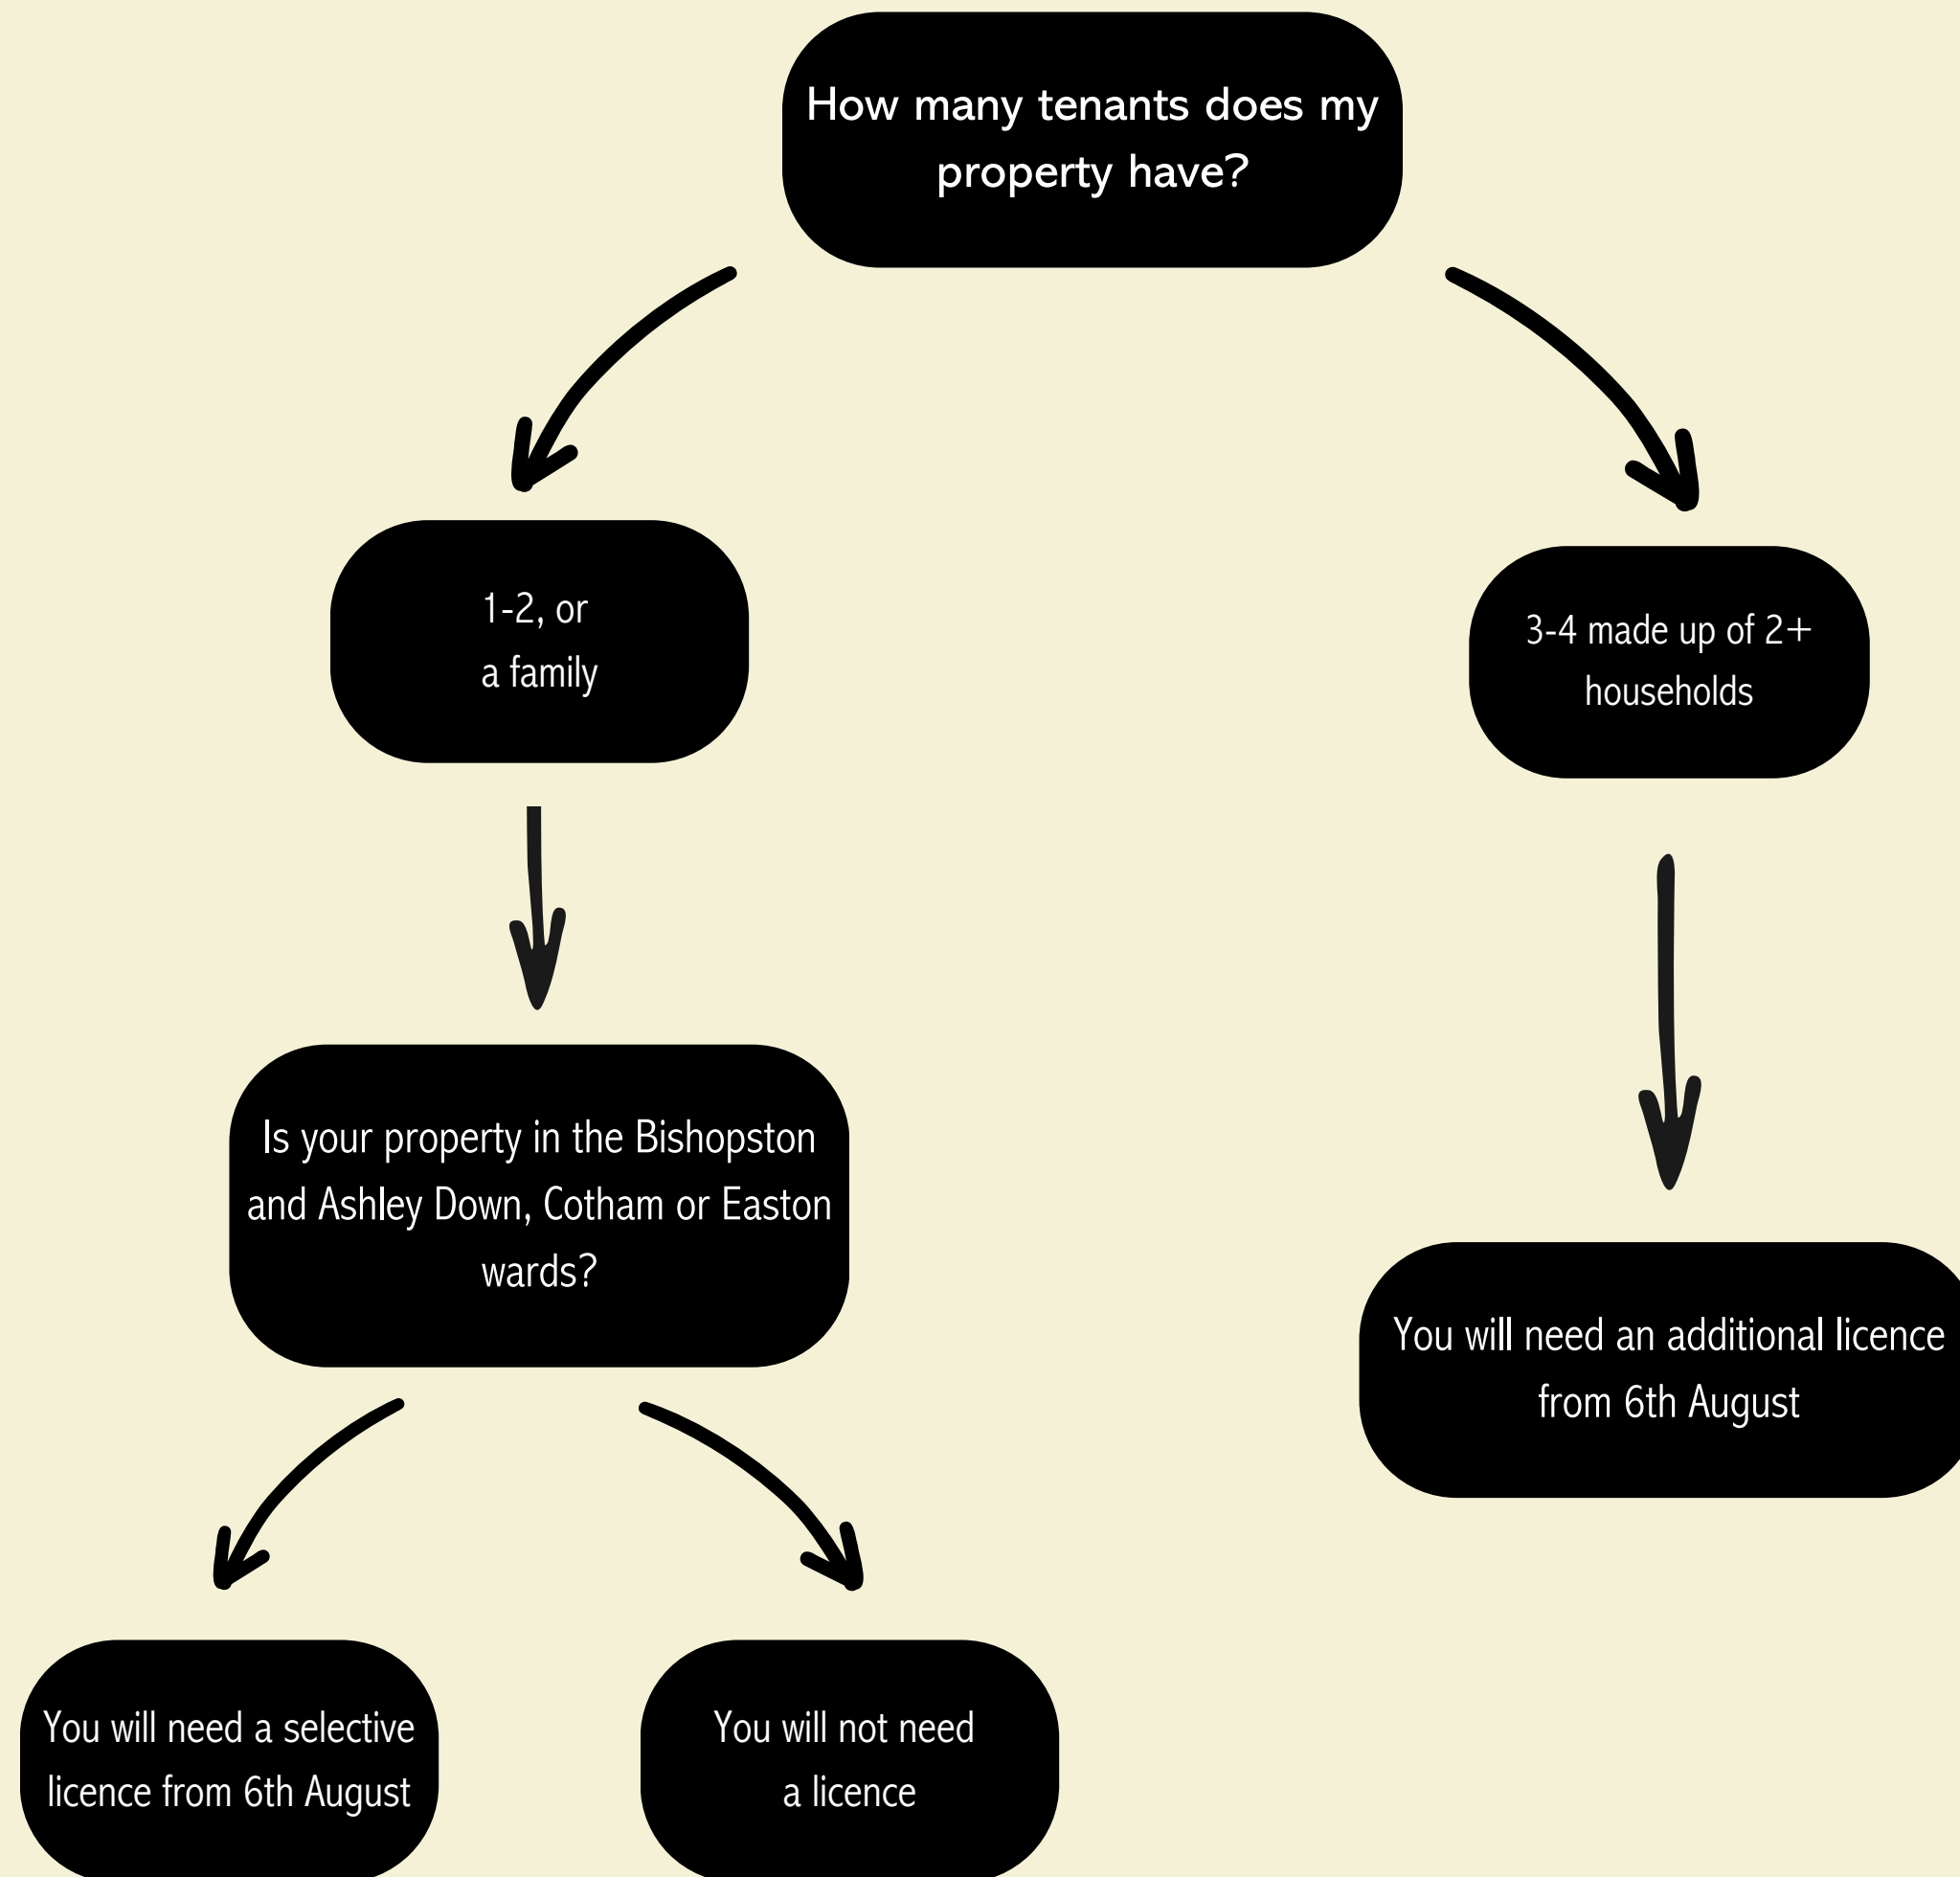 How many tenants does my
property have?
1-2, or
a family
3-4 made up of 2+
households
Is your property in the Bishopston
and Ashley Down, Cotham or Easton
wards?
You will need an additional licence
from 6th August
You will need a selective
licence from 6th August
You will not need
a licence